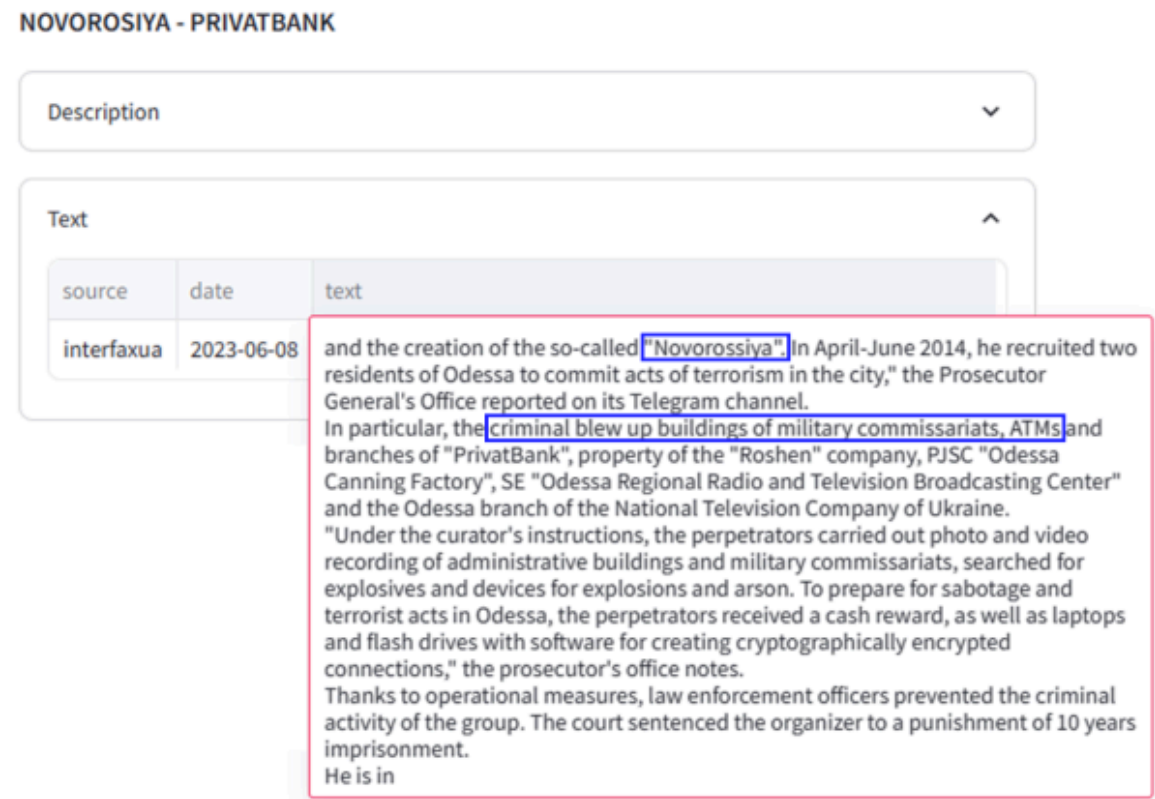 NOVOROSIYA - PRIVATBANK
Description
Text
source date text
interfaxua 2023-06-08
and the creation of the so-called "Novorossiya". In April-June 2014, he recruited two
residents of Odessa to commit acts of terrorism in the city," the Prosecutor
General's Office reported on its Telegram channel.
In particular, the criminal blew up buildings of military commissariats, ATMs and
branches of "PrivatBank", property of the "Roshen" company, PJSC "Odessa
Canning Factory", SE "Odessa Regional Radio and Television Broadcasting Center"
and the Odessa branch of the National Television Company of Ukraine.
"Under the curator's instructions, the perpetrators carried out photo and video
recording of administrative buildings and military commissariats, searched for
explosives and devices for explosions and arson. To prepare for sabotage and
terrorist acts in Odessa, the perpetrators received a cash reward, as well as laptops
and flash drives with software for creating cryptographically encrypted
connections," the prosecutor's office notes.
Thanks to operational measures, law enforcement officers prevented the criminal
activity of the group. The court sentenced the organizer to a punishment of 10 years
imprisonment.
He is in